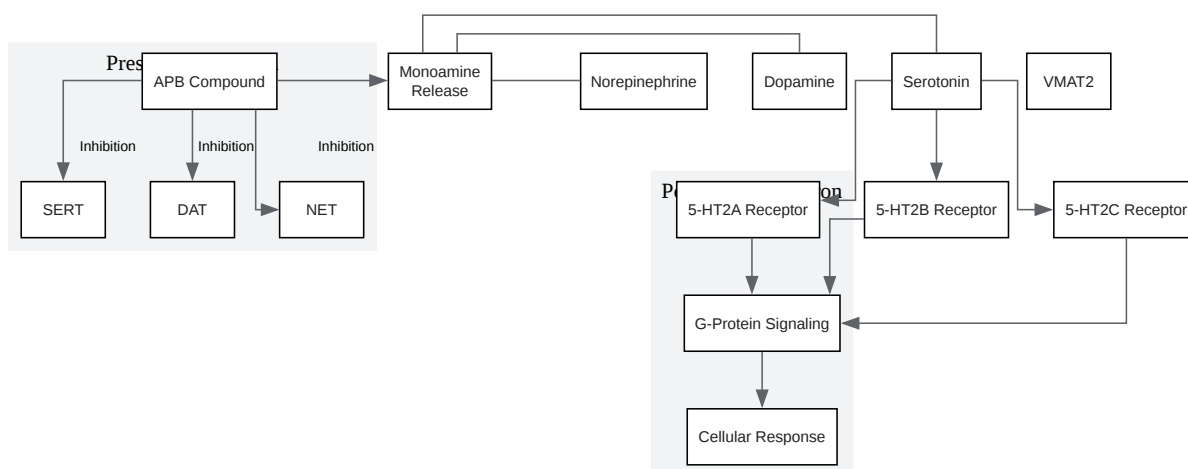 APB Compound
Monoamine
Release
Norepinephrine
Dopamine
Serotonin
VMAT2
Inhibition
Inhibition
Inhibition
SERT
DAT
NET
5-HT2A Receptor
5-HT2B Receptor
5-HT2C Receptor
G-Protein Signaling
Cellular Response